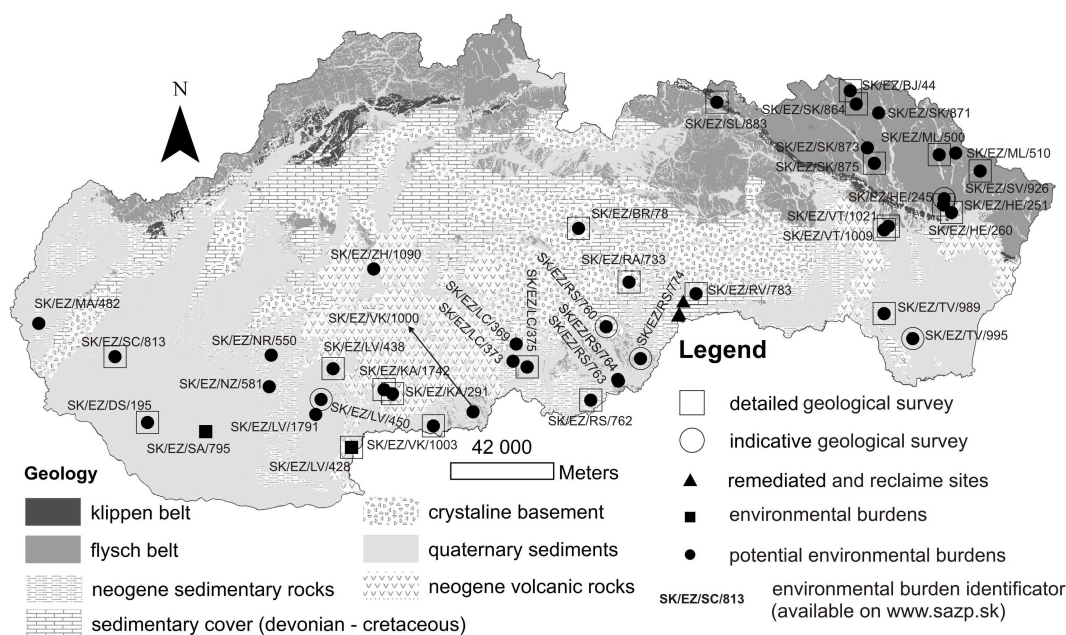 N
SK/EZ/BJ/44
SK/EZ/SK/864
SK/EZ/SK/871
SK/EZ/SL/883
SK/EZ/ML/500
SK/EZ/SK/873
SK/EZ/ML/510
SK/EZ/SK/875
SK/EZ/SV/926
SK/EZ/HE/245
SK/EZ/HE/251
SK/EZ/BR/78
SK/EZ/VT/1021
SK/EZ/VT/1009
SK/EZ/HE/260
SK/EZ/ZH/1090
SK/EZ/RA/733
SK/EZ/RS/774
SK/EZ/RS/760
SK/EZ/LC/375
SK/EZ/RV/783
SK/EZ/MA/482
SK/EZ/LC/369
SK/EZ/VK/1000
SK/EZ/LC/373
SK/EZ/RS/764
SK/EZ/RS/763
SK/EZ/TV/989
SK/EZ/TV/995
SK/EZ/SC/813
SK/EZ/NR/550
SK/EZ/LV/438
SK/EZ/KA/1742
SK/EZ/NZ/581
SK/EZ/KA/291
SK/EZ/DS/195
SK/EZ/LV/450
SK/EZ/RS/762
SK/EZ/LV/1791
SK/EZ/SA/795
SK/EZ/VK/1003
SK/EZ/LV/428
42 000
Meters
Legend
detailed geological survey
indicative geological survey
remediated and reclaime sites
environmental burdens
potential environmental burdens
SK/EZ/SC/813 environmental burden identificator
(available on www.sazp.sk)
Geology
klippen belt
flysch belt
neogene sedimentary rocks
sedimentary cover (devonian - cretaceous)
crystaline basement
quaternary sediments
neogene volcanic rocks